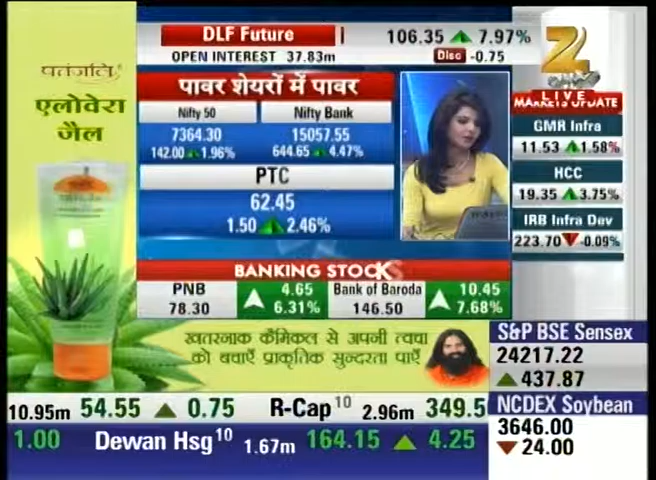 DLF Future
106.35 7.97%
OPEN INTEREST 37.83m
Disc -0.75
LIVE
पतंजलि
एलोवेरा
जैल
पावर शेयरों में पावर
Nifty 50 Nifty Bank
7364.30 15057.55
142.00 1.96% 644.65 4.47%
PTC
62.45
1.50 2.46%
MARKETS UPDATE
GMR Infra
11.53 1.58%
HCC
19.35 3.75%
IRB Infra Dev
223.70 -0.09%
BANKING STOCKS
PNB 4.65 Bank of Baroda 10.45
78.30 6.31% 146.50 7.68%
खतरनाक कैमिकल से अपनी त्वचा
को बचाएँ प्राकृतिक सुन्दरता पाएँ
S&P BSE Sensex
24217.22
437.87
NCDEX Soybean
3646.00
24.00
10.95m 54.55 0.75 R-Cap10 2.96m 349.5
1.00 Dewan Hsg10 1.67m 164.15 4.25